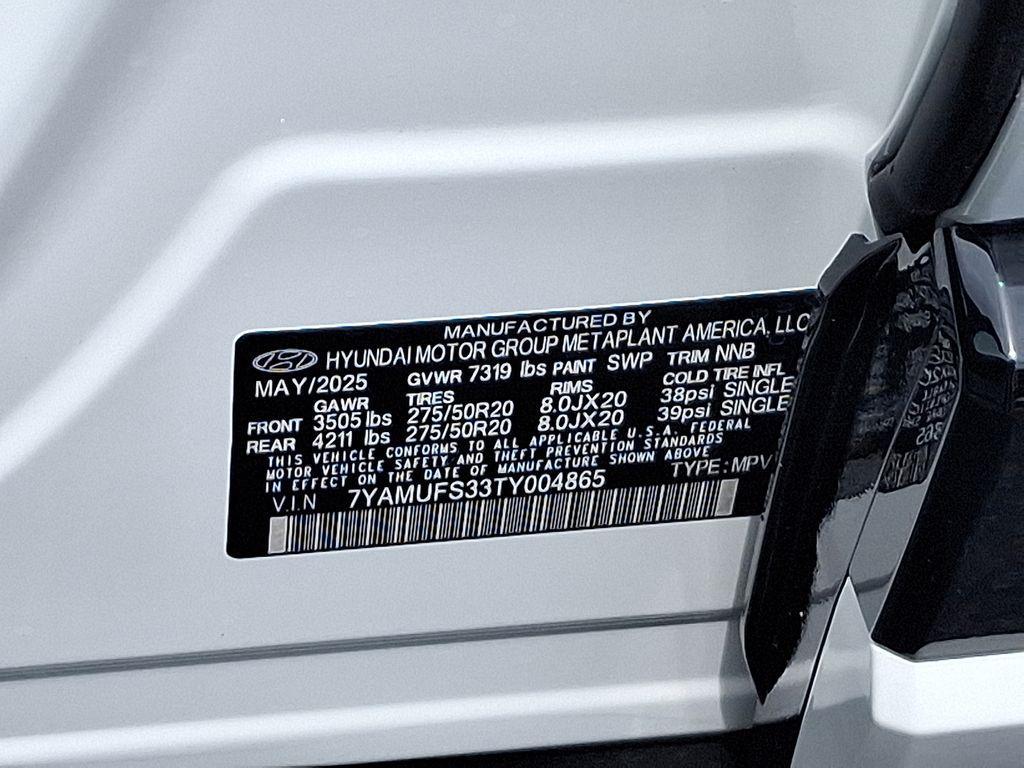 MANUFACTURED BY
HYUNDAI MOTOR GROUP METAPLANT AMERICA, LLC
MAY/2025 GVWR 7319 lbs PAINT SWP TRIM NNB
GAWR TIRES RIMS COLD TIRE INFL
FRONT 3505 lbs 275/50R20 8.0JX20 38psi SINGLE
REAR 4211 lbs 275/50R20 8.0JX20 39psi SINGLE
THIS VEHICLE CONFORMS TO ALL APPLICABLE U.S.A. FEDERAL
MOTOR VEHICLE SAFETY AND THEFT PREVENTION STANDARDS
IN EFFECT ON THE DATE OF MANUFACTURE SHOWN ABOVE
V.I.N 7YAMUFS33TY004865 TYPE : MPV